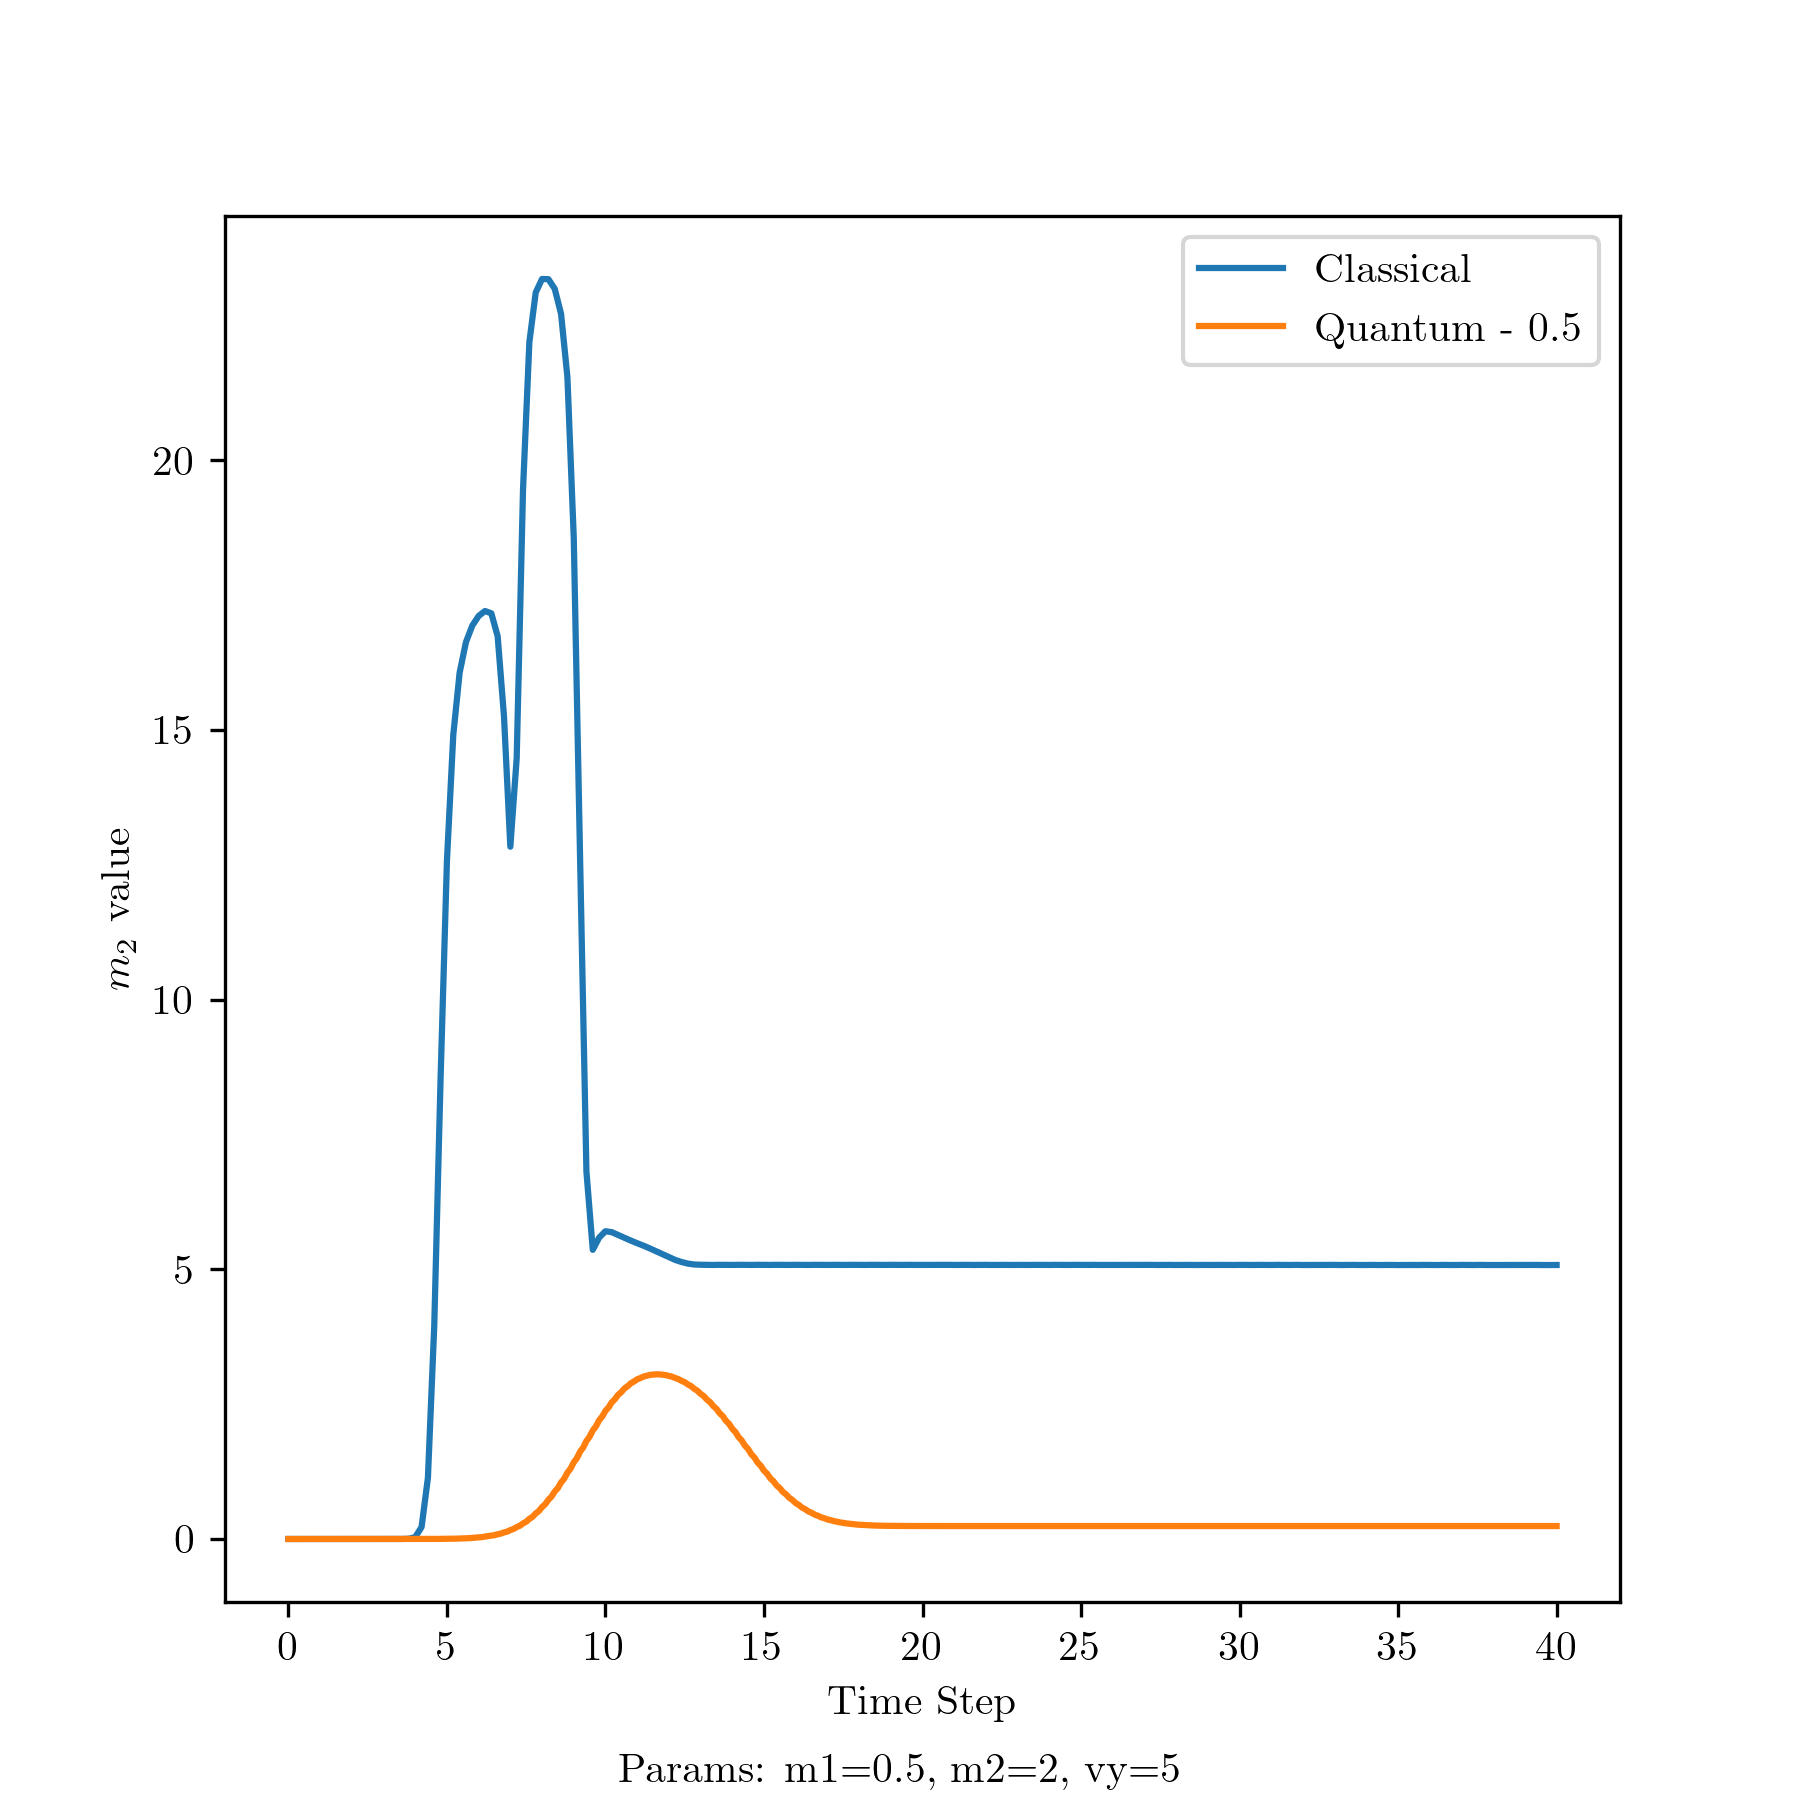 Classical
Quantum - 0.5
20
15
10
5
0
m₂ value
0 5 10 15 20 25 30 35 40
Time Step
Params: m1=0.5, m2=2, vy=5